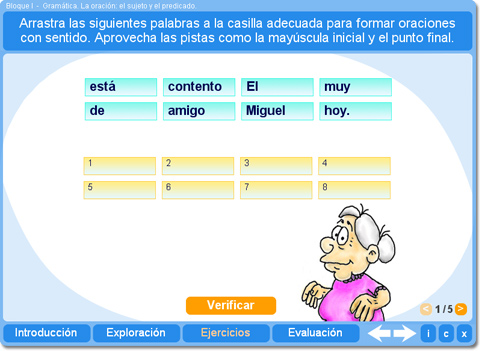 Bloque I - Gramática. La oración: el sujeto y el predicado.
Arrastra las siguientes palabras a la casilla adecuada para formar oraciones
con sentido. Aprovecha las pistas como la mayúscula inicial y el punto final.
está contento El muy
de amigo Miguel hoy.
1 2 3 4
5 6 7 8
Verificar
< 1/5 >
Introducción Exploración Ejercicios Evaluación i c x